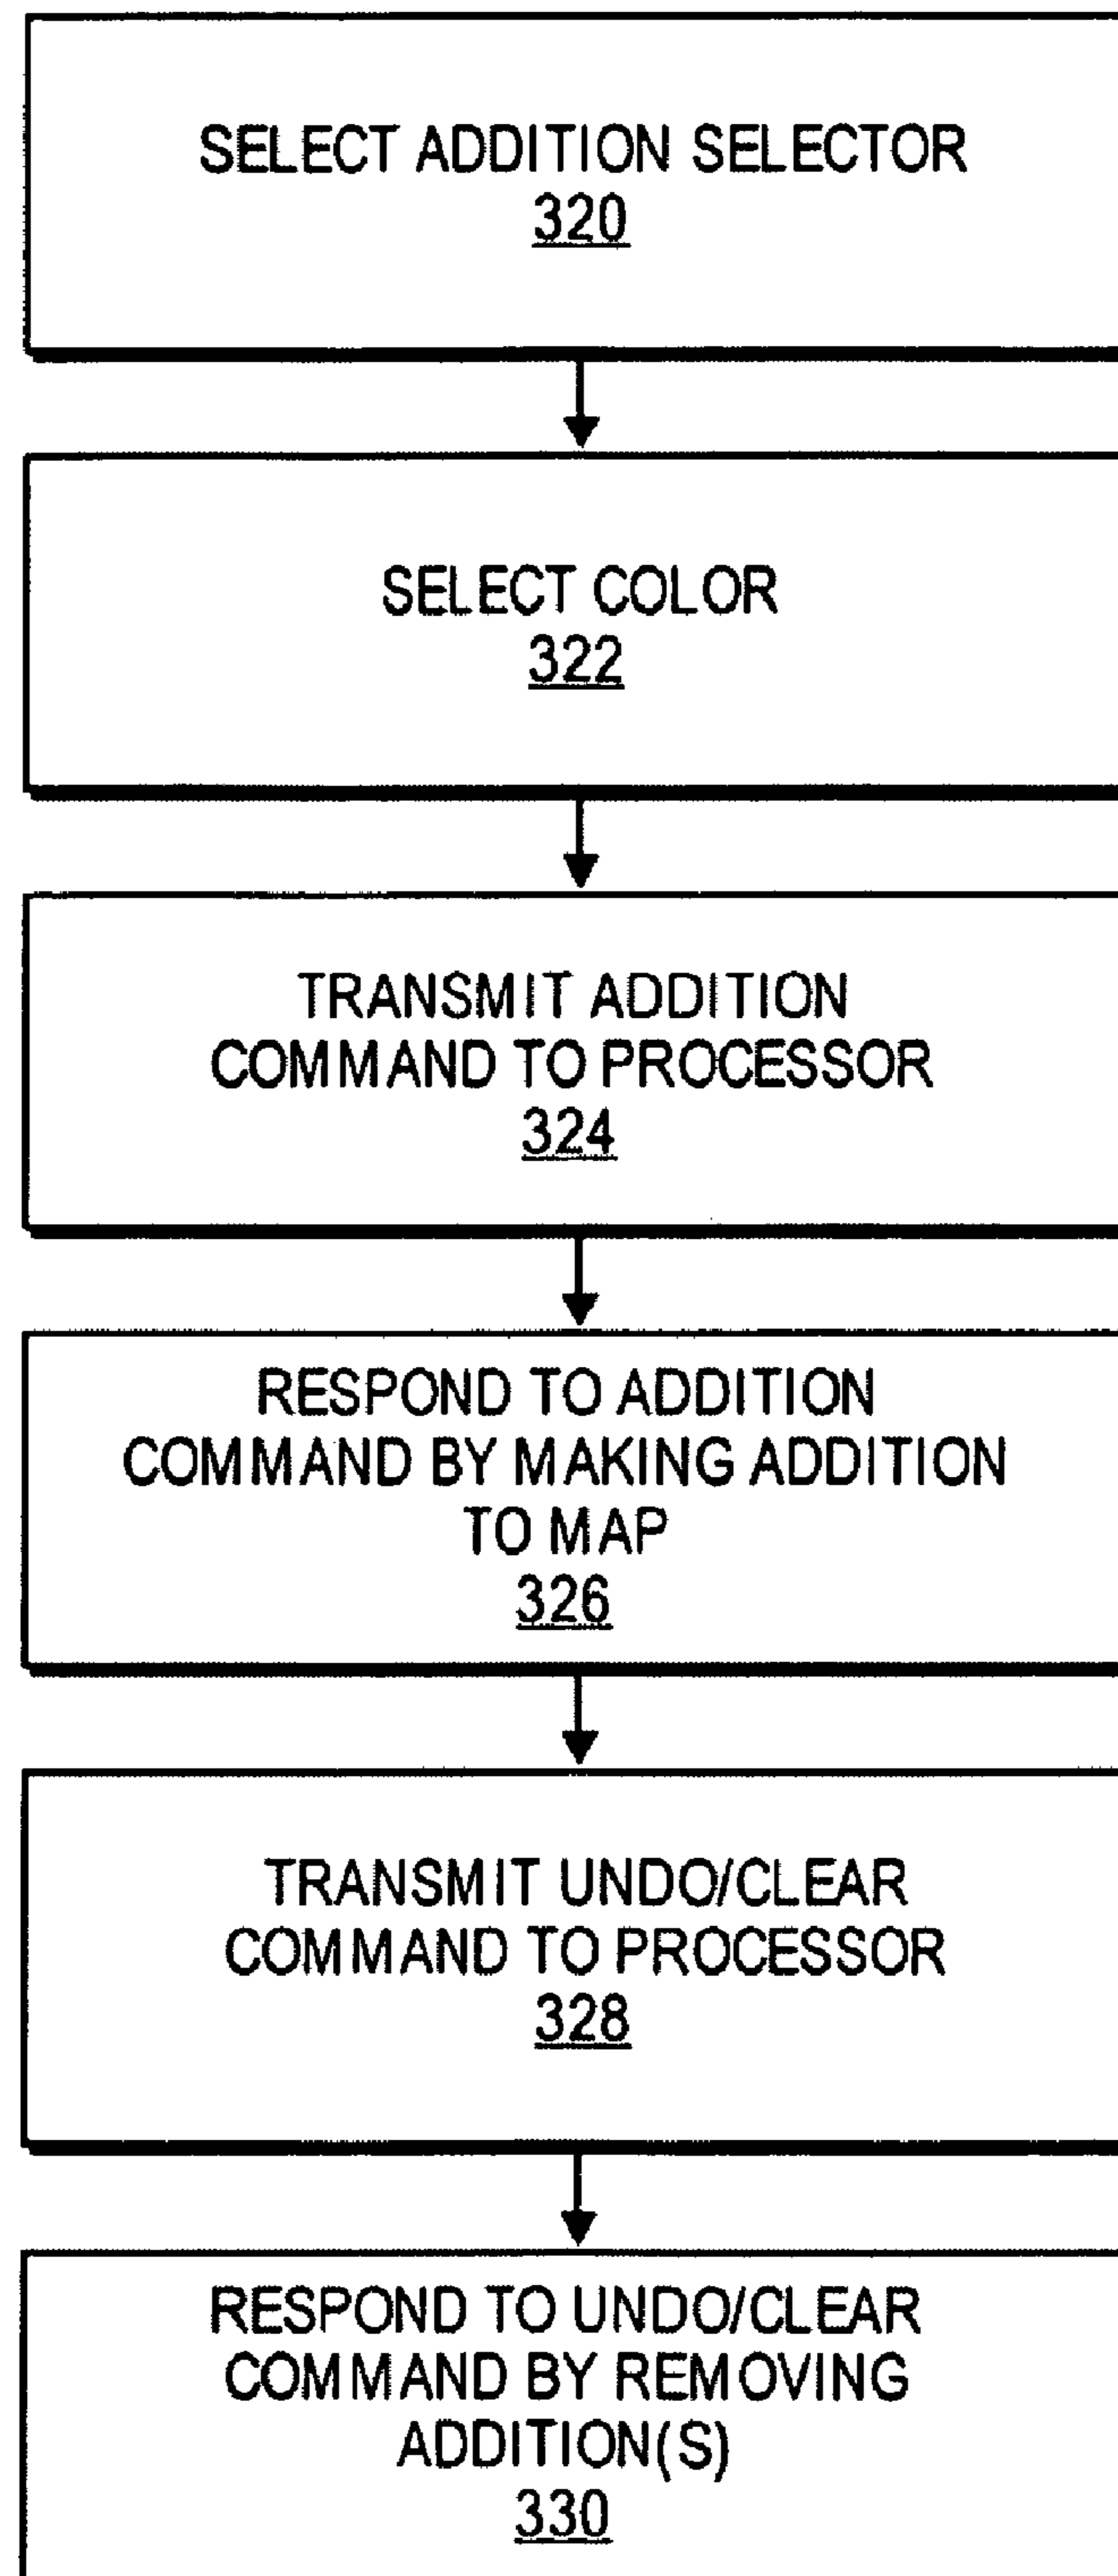 SELECT ADDITION SELECTOR
320
SELECT COLOR
322
TRANSMIT ADDITION
COMMAND TO PROCESSOR
324
RESPOND TO ADDITION
COMMAND BY MAKING ADDITION
TO MAP
326
TRANSMIT UNDO/CLEAR
COMMAND TO PROCESSOR
328
RESPOND TO UNDO/CLEAR
COMMAND BY REMOVING
ADDITION(S)
330